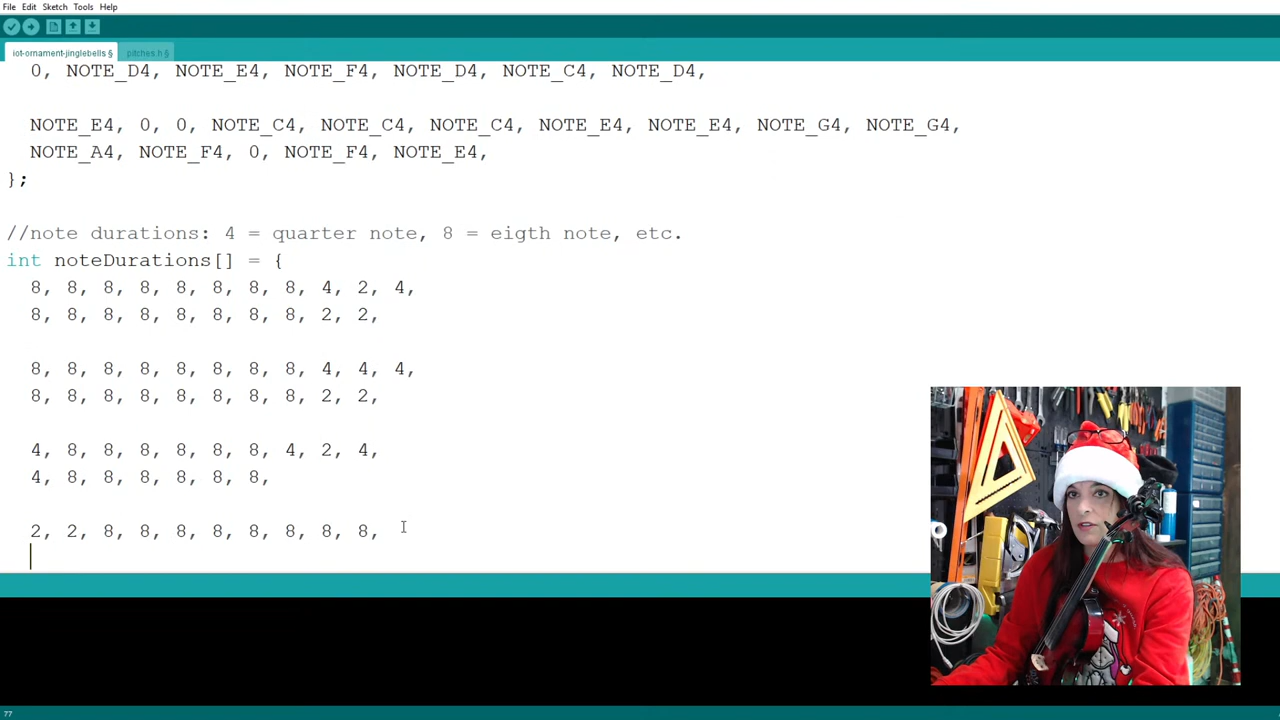 File Edit Sketch Tools Help
iot-ornament-jinglebells § pitches.h §
0, NOTE_D4, NOTE_E4, NOTE_F4, NOTE_D4, NOTE_C4, NOTE_D4,
NOTE_E4, 0, 0, NOTE_C4, NOTE_C4, NOTE_C4, NOTE_E4, NOTE_E4, NOTE_G4, NOTE_G4,
NOTE_A4, NOTE_F4, 0, NOTE_F4, NOTE_E4,
};
//note durations: 4 = quarter note, 8 = eigth note, etc.
int noteDurations[] = {
8, 8, 8, 8, 8, 8, 8, 8, 4, 2, 4,
8, 8, 8, 8, 8, 8, 8, 8, 2, 2,
8, 8, 8, 8, 8, 8, 8, 8, 4, 4, 4,
8, 8, 8, 8, 8, 8, 8, 8, 2, 2,
4, 8, 8, 8, 8, 8, 8, 4, 2, 4,
4, 8, 8, 8, 8, 8, 8,
2, 2, 8, 8, 8, 8, 8, 8, 8, 8,
77